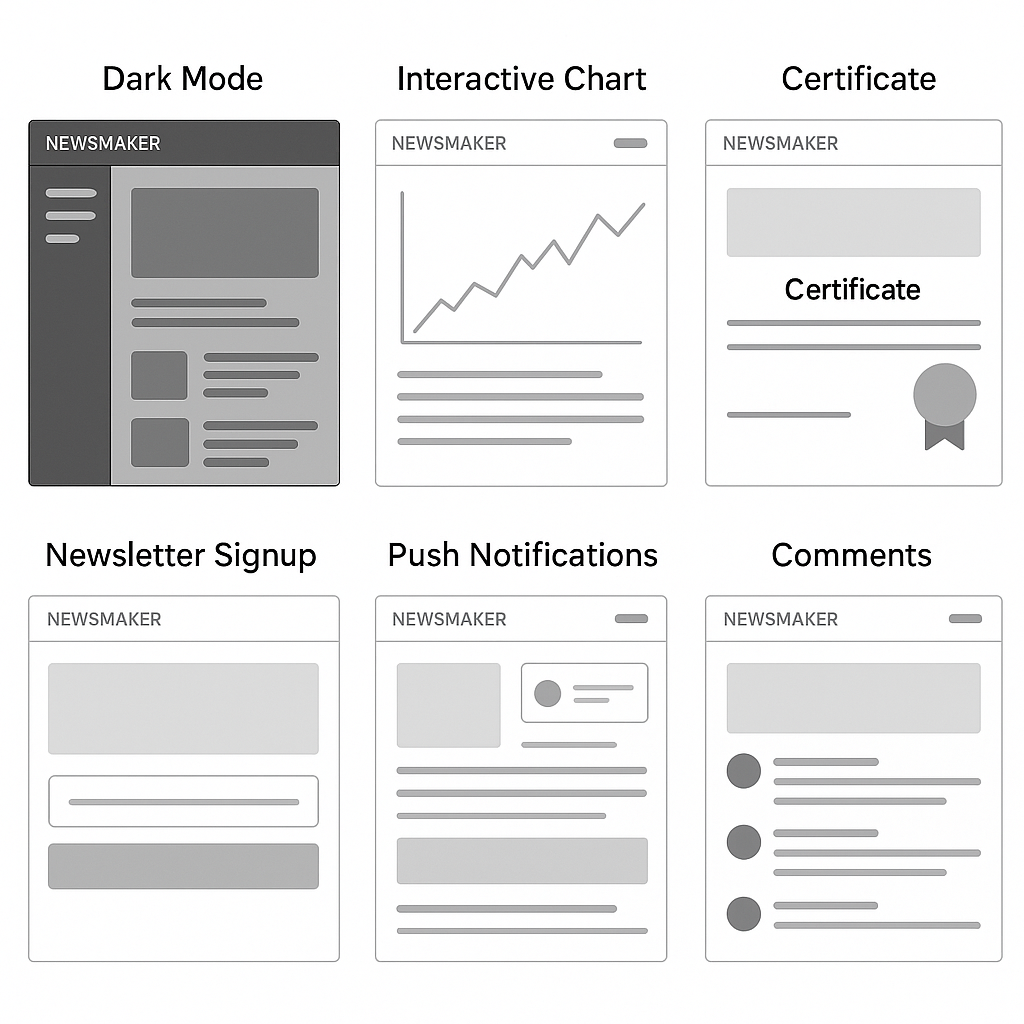 Dark Mode
Interactive Chart
Certificate
NEWSMAKER
NEWSMAKER
NEWSMAKER
Certificate
Newsletter Signup
Push Notifications
Comments
NEWSMAKER
NEWSMAKER
NEWSMAKER